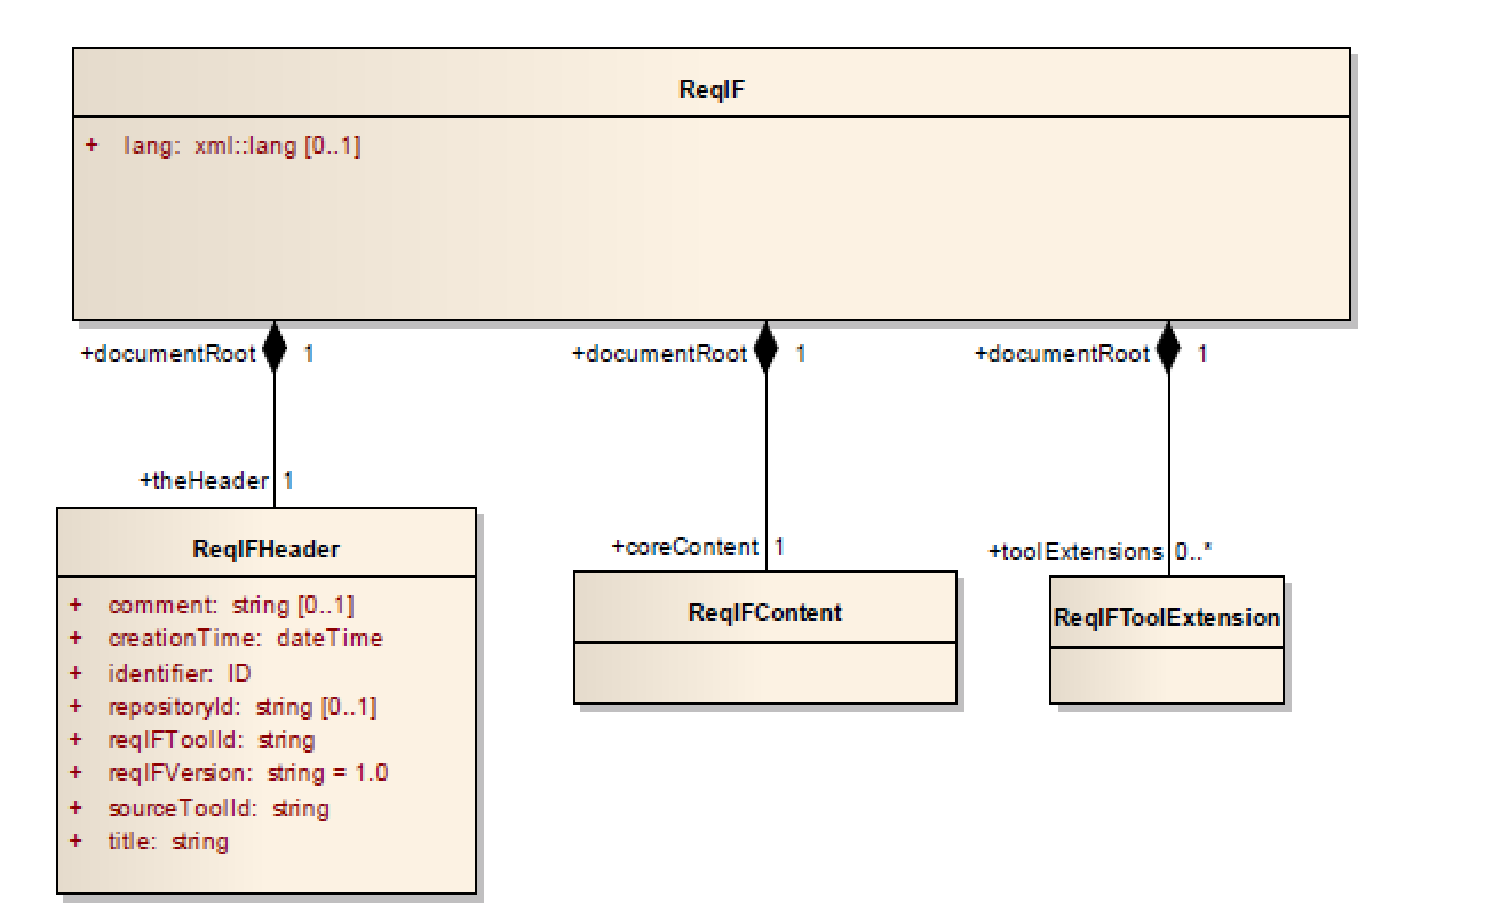 ReqIF
+ lang: xml::lang [0..1]
+documentRoot 1
+documentRoot 1
+documentRoot 1
+theHeader 1
+coreContent 1
+toolExtensions 0..*
ReqIFHeader
+ comment: string [0..1]
+ creationTime: dateTime
+ identifier: ID
+ repositoryId: string [0..1]
+ reqIFToolId: string
+ reqIFVersion: string = 1.0
+ sourceToolId: string
+ title: string
ReqIFContent
ReqIFToolExtension